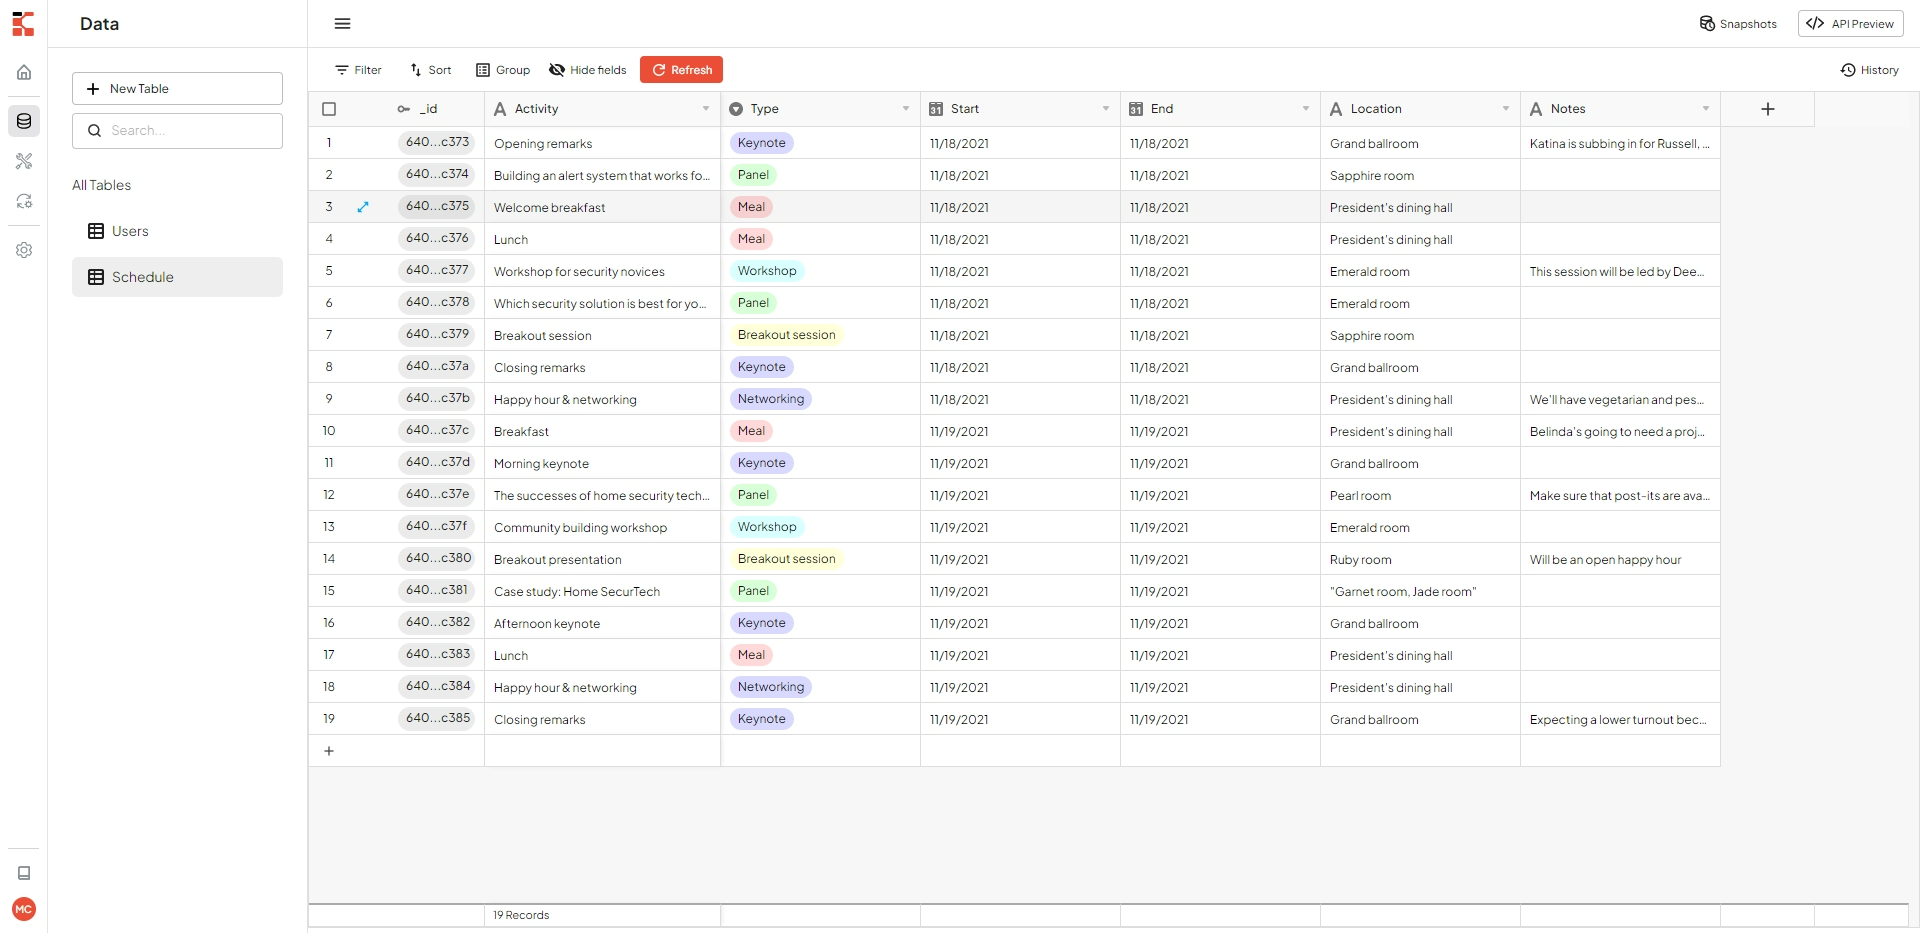 Data
Snapshots
API Preview
New Table
Search...
All Tables
Users
Schedule
Filter Sort Group Hide fields Refresh History
_id Activity Type Start End Location Notes
1 640...c373 Opening remarks Keynote 11/18/2021 11/18/2021 Grand ballroom Katina is subbing in for Russell, ...
2 640...c374 Building an alert system that works fo... Panel 11/18/2021 11/18/2021 Sapphire room
3 640...c375 Welcome breakfast Meal 11/18/2021 11/18/2021 President's dining hall
4 640...c376 Lunch Meal 11/18/2021 11/18/2021 President's dining hall
5 640...c377 Workshop for security novices Workshop 11/18/2021 11/18/2021 Emerald room This session will be led by Dee...
6 640...c378 Which security solution is best for yo... Panel 11/18/2021 11/18/2021 Emerald room
7 640...c379 Breakout session Breakout session 11/18/2021 11/18/2021 Sapphire room
8 640...c37a Closing remarks Keynote 11/18/2021 11/18/2021 Grand ballroom
9 640...c37b Happy hour & networking Networking 11/18/2021 11/18/2021 President's dining hall We'll have vegetarian and pes...
10 640...c37c Breakfast Meal 11/19/2021 11/19/2021 President's dining hall Belinda's going to need a proj...
11 640...c37d Morning keynote Keynote 11/19/2021 11/19/2021 Grand ballroom
12 640...c37e The successes of home security tech... Panel 11/19/2021 11/19/2021 Pearl room Make sure that post-its are ava...
13 640...c37f Community building workshop Workshop 11/19/2021 11/19/2021 Emerald room
14 640...c380 Breakout presentation Breakout session 11/19/2021 11/19/2021 Ruby room Will be an open happy hour
15 640...c381 Case study: Home SecurTech Panel 11/19/2021 11/19/2021 "Garnet room, Jade room"
16 640...c382 Afternoon keynote Keynote 11/19/2021 11/19/2021 Grand ballroom
17 640...c383 Lunch Meal 11/19/2021 11/19/2021 President's dining hall
18 640...c384 Happy hour & networking Networking 11/19/2021 11/19/2021 President's dining hall
19 640...c385 Closing remarks Keynote 11/19/2021 11/19/2021 Grand ballroom Expecting a lower turnout bec...
19 Records
MC